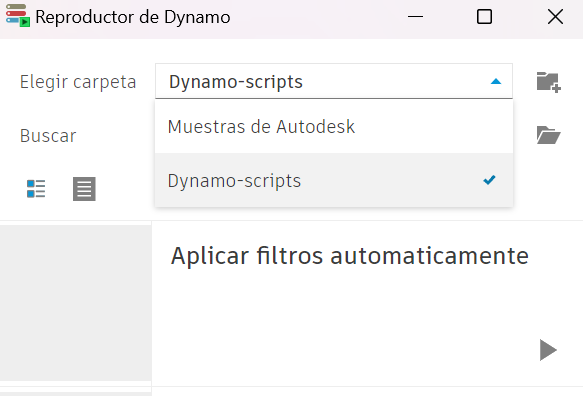 Reproductor de Dynamo
Elegir carpeta
Dynamo-scripts
Muestras de Autodesk
Buscar
Dynamo-scripts
Aplicar filtros automaticamente